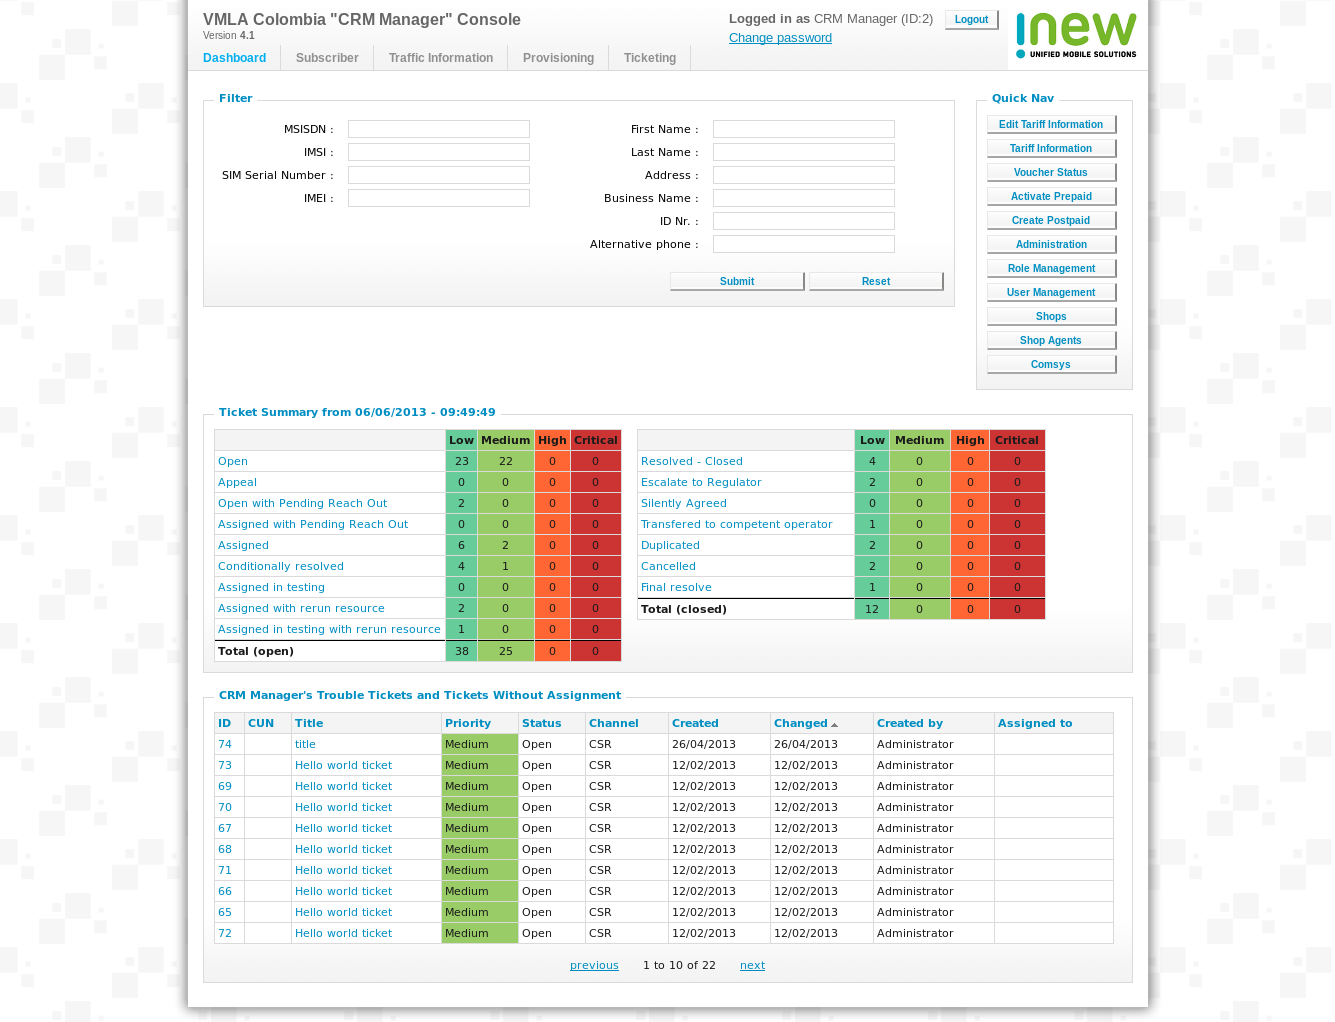 VMLA Colombia "CRM Manager" Console
Version 4.1
Logged in as CRM Manager (ID:2)
Logout
Change password
inew
UNIFIED MOBILE SOLUTIONS
Dashboard Subscriber Traffic Information Provisioning Ticketing
Filter
MSISDN : First Name :
IMSI : Last Name :
SIM Serial Number : Address :
IMEI : Business Name :
ID Nr. :
Alternative phone :
Submit Reset
Quick Nav
Edit Tariff Information
Tariff Information
Voucher Status
Activate Prepaid
Create Postpaid
Administration
Role Management
User Management
Shops
Shop Agents
Comsys
Ticket Summary from 06/06/2013 - 09:49:49
Low Medium High Critical
Open 23 22 0 0
Appeal 0 0 0 0
Open with Pending Reach Out 2 0 0 0
Assigned with Pending Reach Out 0 0 0 0
Assigned 6 2 0 0
Conditionally resolved 4 1 0 0
Assigned in testing 0 0 0 0
Assigned with rerun resource 2 0 0 0
Assigned in testing with rerun resource 1 0 0 0
Total (open) 38 25 0 0
Low Medium High Critical
Resolved - Closed 4 0 0 0
Escalate to Regulator 2 0 0 0
Silently Agreed 0 0 0 0
Transfered to competent operator 1 0 0 0
Duplicated 2 0 0 0
Cancelled 2 0 0 0
Final resolve 1 0 0 0
Total (closed) 12 0 0 0
CRM Manager's Trouble Tickets and Tickets Without Assignment
ID CUN Title Priority Status Channel Created Changed Created by Assigned to
74 title Medium Open CSR 26/04/2013 26/04/2013 Administrator
73 Hello world ticket Medium Open CSR 12/02/2013 12/02/2013 Administrator
69 Hello world ticket Medium Open CSR 12/02/2013 12/02/2013 Administrator
70 Hello world ticket Medium Open CSR 12/02/2013 12/02/2013 Administrator
67 Hello world ticket Medium Open CSR 12/02/2013 12/02/2013 Administrator
68 Hello world ticket Medium Open CSR 12/02/2013 12/02/2013 Administrator
71 Hello world ticket Medium Open CSR 12/02/2013 12/02/2013 Administrator
66 Hello world ticket Medium Open CSR 12/02/2013 12/02/2013 Administrator
65 Hello world ticket Medium Open CSR 12/02/2013 12/02/2013 Administrator
72 Hello world ticket Medium Open CSR 12/02/2013 12/02/2013 Administrator
previous 1 to 10 of 22 next